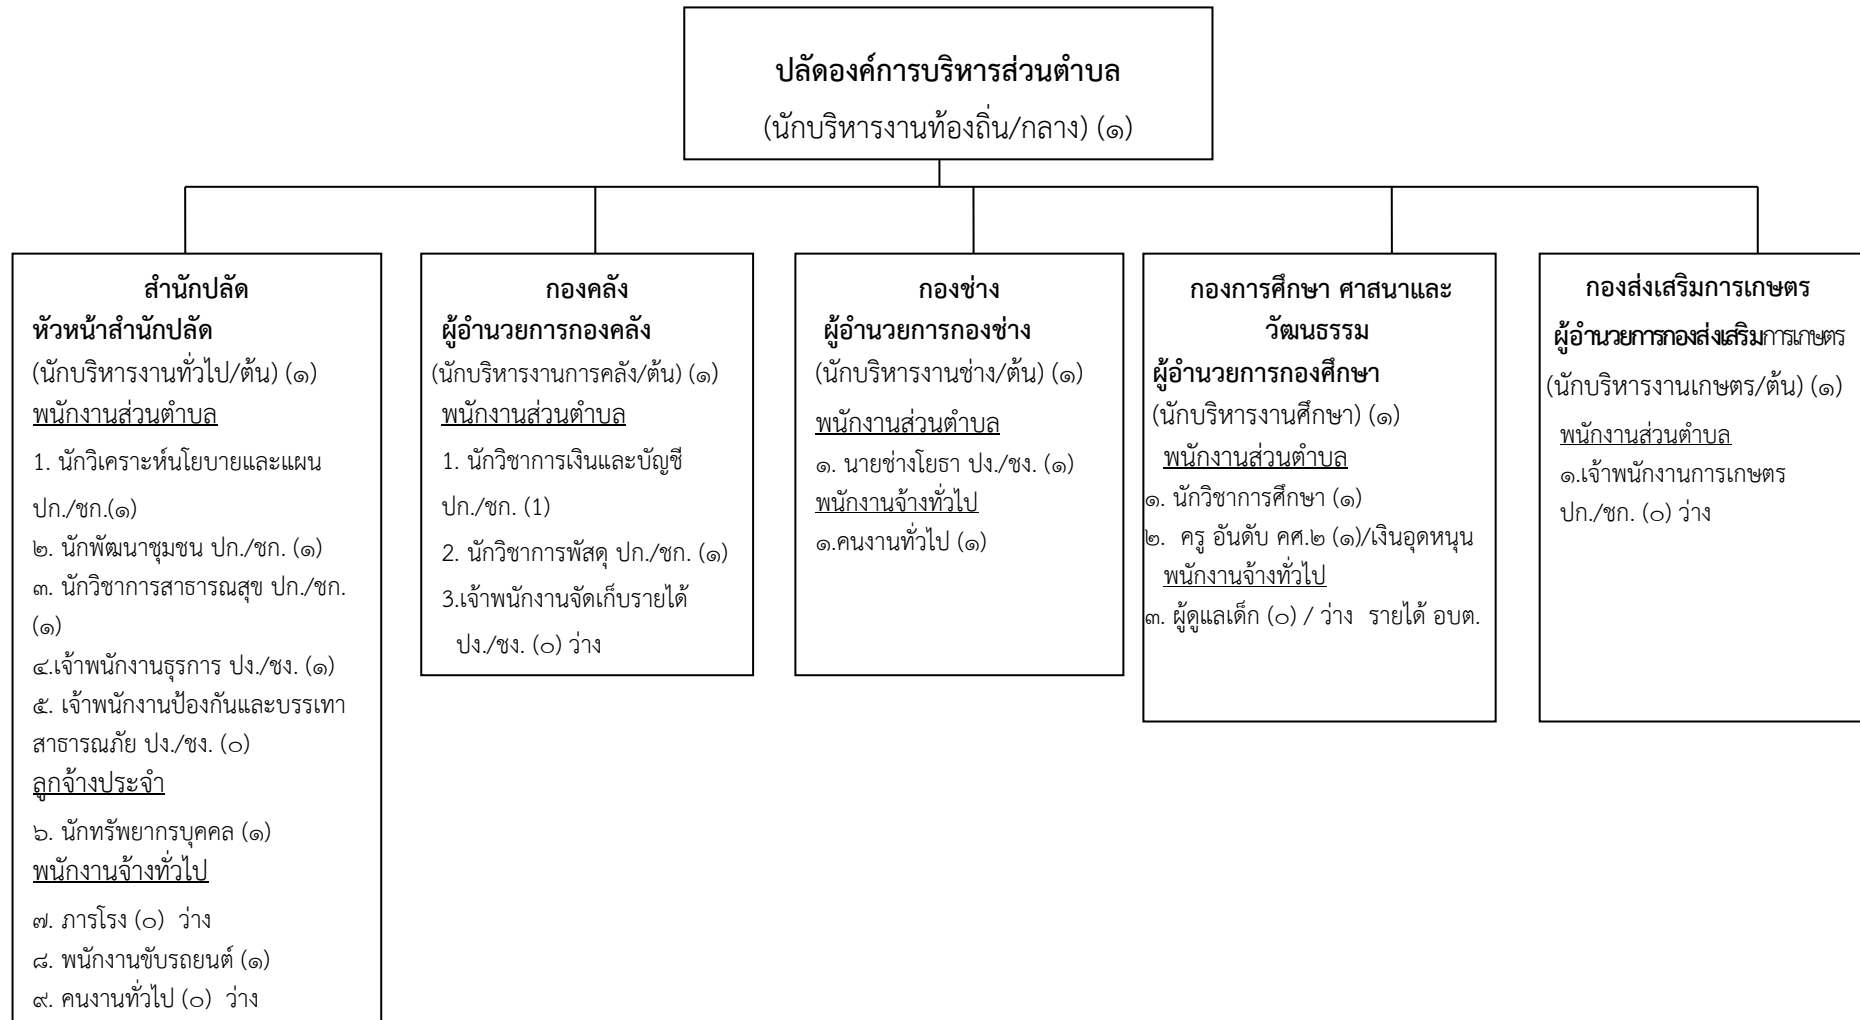 ปลัดองค์การบริหารส่วนตำบล
(นักบริหารงานท้องถิ่น/กลาง) (๑)
สำนักปลัด
หัวหน้าสำนักปลัด
(นักบริหารงานทั่วไป/ต้น) (๑)
พนักงานส่วนตำบล
1. นักวิเคราะห์นโยบายและแผน
ปก./ชก.(๑)
๒. นักพัฒนาชุมชน ปก./ชก. (๑)
๓. นักวิชาการสาธารณสุข ปก./ชก.
(๑)
๔.เจ้าพนักงานธุรการ ปง./ชง. (๑)
๕. เจ้าพนักงานป้องกันและบรรเทา
สาธารณภัย ปง./ชง. (๐)
ลูกจ้างประจำ
๖. นักทรัพยากรบุคคล (๑)
พนักงานจ้างทั่วไป
๗. ภารโรง (๐) ว่าง
๘. พนักงานขับรถยนต์ (๑)
๙. คนงานทั่วไป (๐) ว่าง
กองคลัง
ผู้อำนวยการกองคลัง
(นักบริหารงานการคลัง/ต้น) (๑)
พนักงานส่วนตำบล
1. นักวิชาการเงินและบัญชี
ปก./ชก. (1)
2. นักวิชาการพัสดุ ปก./ชก. (๑)
3.เจ้าพนักงานจัดเก็บรายได้
ปง./ชง. (๐) ว่าง
กองช่าง
ผู้อำนวยการกองช่าง
(นักบริหารงานช่าง/ต้น) (๑)
พนักงานส่วนตำบล
๑. นายช่างโยธา ปง./ชง. (๑)
พนักงานจ้างทั่วไป
๑.คนงานทั่วไป (๑)
กองการศึกษา ศาสนาและ
วัฒนธรรม
ผู้อำนวยการกองศึกษา
(นักบริหารงานศึกษา) (๑)
พนักงานส่วนตำบล
๑. นักวิชาการศึกษา (๑)
๒. ครู อันดับ คศ.๒ (๑)/เงินอุดหนุน
พนักงานจ้างทั่วไป
๓. ผู้ดูแลเด็ก (๐) / ว่าง รายได้ อบต.
กองส่งเสริมการเกษตร
ผู้อำนวยการกองส่งเสริมการเกษตร
(นักบริหารงานเกษตร/ต้น) (๑)
พนักงานส่วนตำบล
๑.เจ้าพนักงานการเกษตร
ปก./ชก. (๐) ว่าง